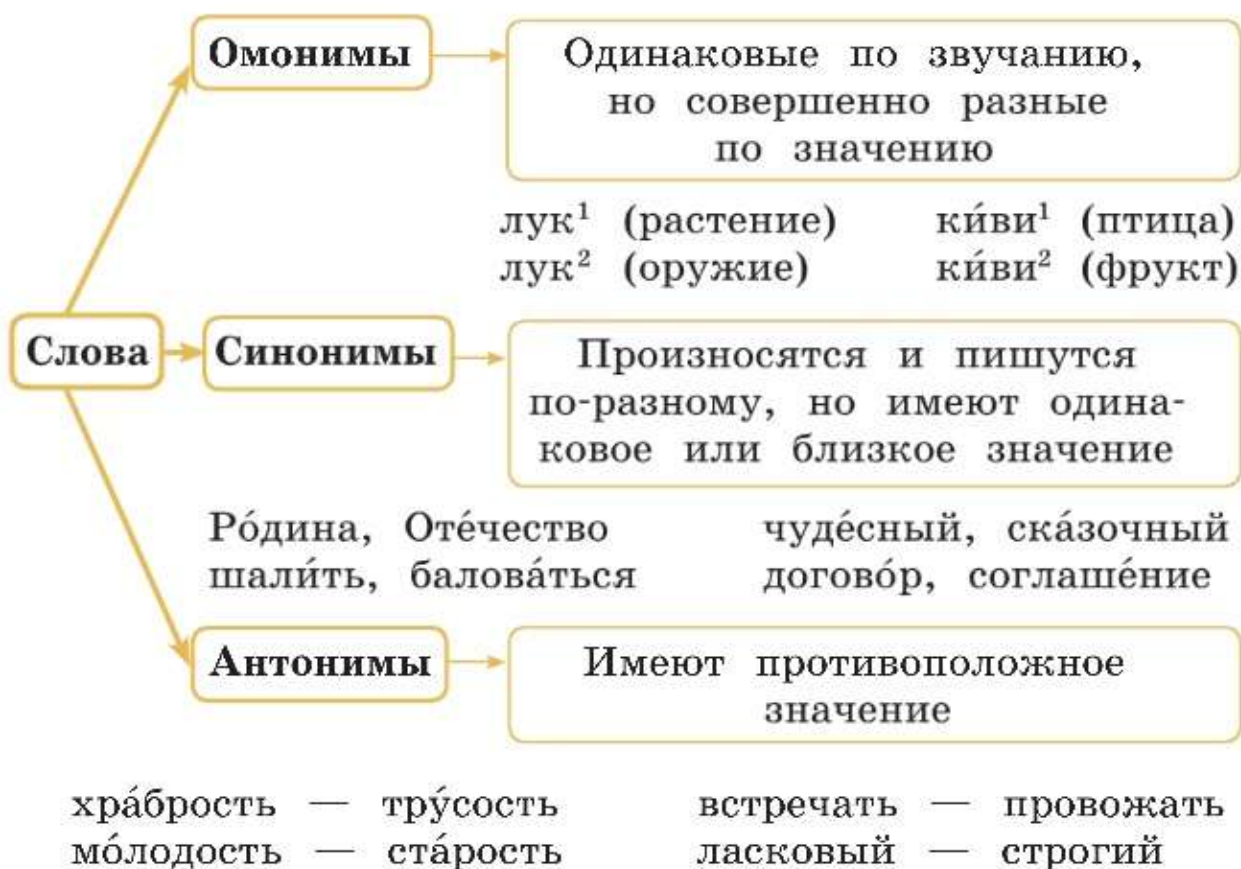 Омонимы
Одинаковые по звучанию,
но совершенно разные
по значению
лук¹ (растение) ки́ви¹ (птица)
лук² (оружие) ки́ви² (фрукт)
Слова
Синонимы
Произносятся и пишутся
по-разному, но имеют одина-
ковое или близкое значение
Ро́дина, Оте́чество чуде́сный, ска́зочный
шали́ть, балова́ться догово́р, соглаше́ние
Антонимы
Имеют противоположное
значение
хра́брость — тру́сость встречать — провожать
мо́лодость — ста́рость ласковый — строгий